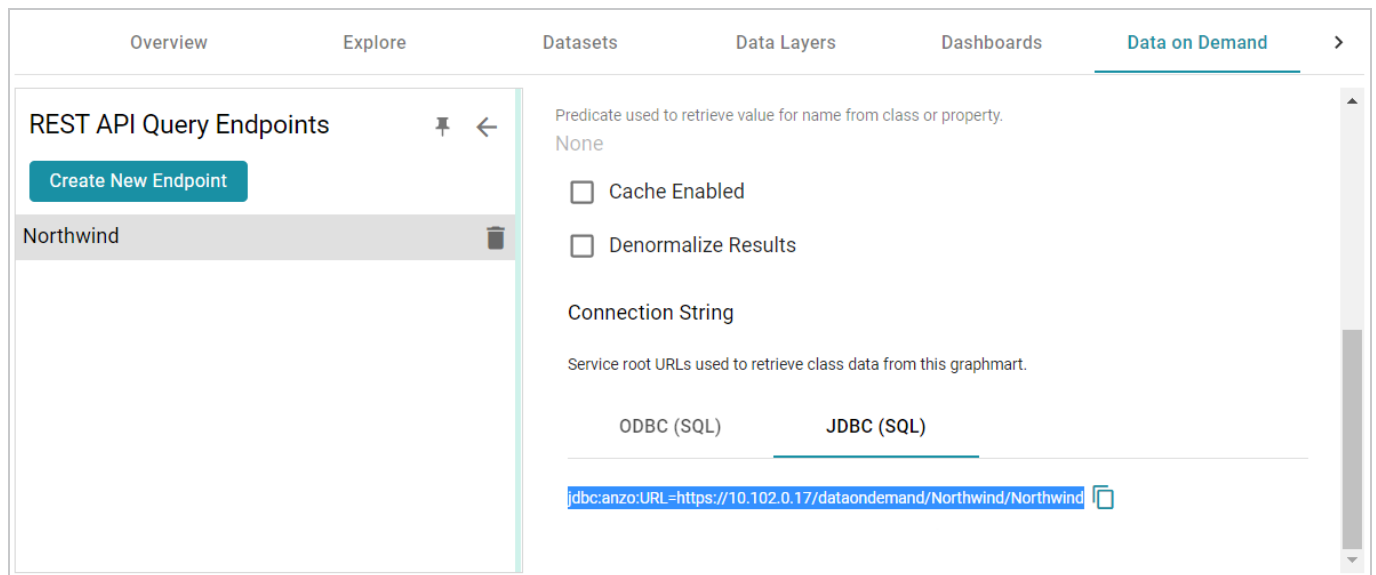 Overview Explore Datasets Data Layers Dashboards Data on Demand
REST API Query Endpoints
Create New Endpoint
Northwind
Predicate used to retrieve value for name from class or property.
None
Cache Enabled
Denormalize Results
Connection String
Service root URLs used to retrieve class data from this graphmart.
ODBC (SQL) JDBC (SQL)
jdbc:anzo:URL=https://10.102.0.17/dataondemand/Northwind/Northwind